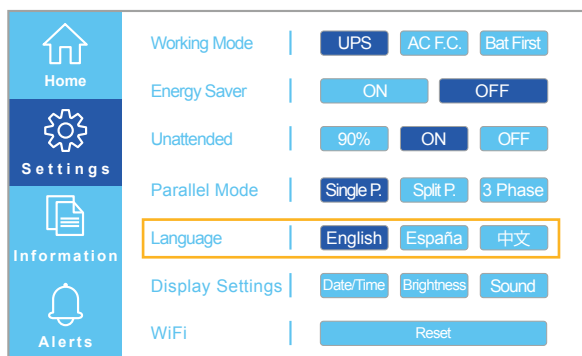 Home
Settings
Information
Alerts
Working Mode UPS AC F.C. Bat First
Energy Saver ON OFF
Unattended 90% ON OFF
Parallel Mode Single P. Split P. 3 Phase
Language English España 中文
Display Settings Date/Time Brightness Sound
WiFi Reset